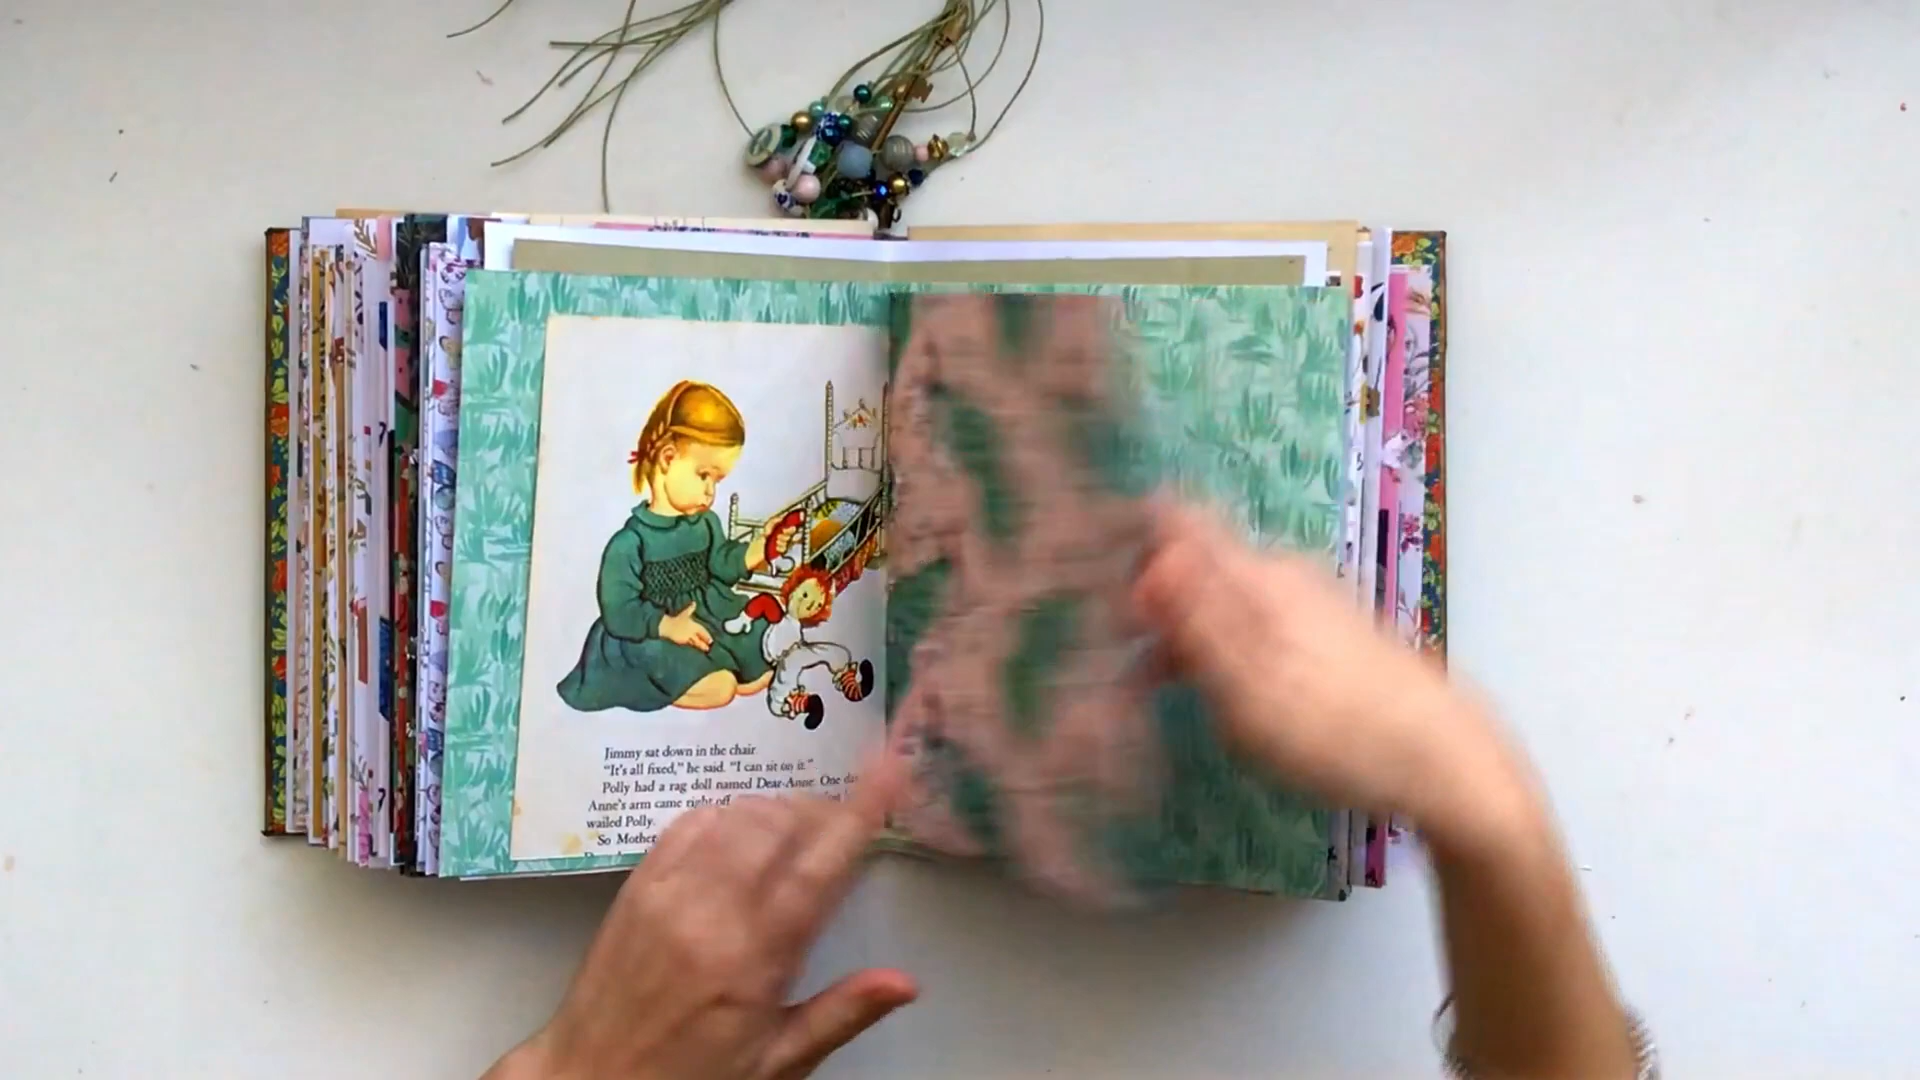 Jimmy sat down in the chair.
"It's all fixed," he said. "I can sit on it."
Polly had a rag doll named Dear-Anne. One
Anne's arm came right off.
wailed Polly.
So Mother